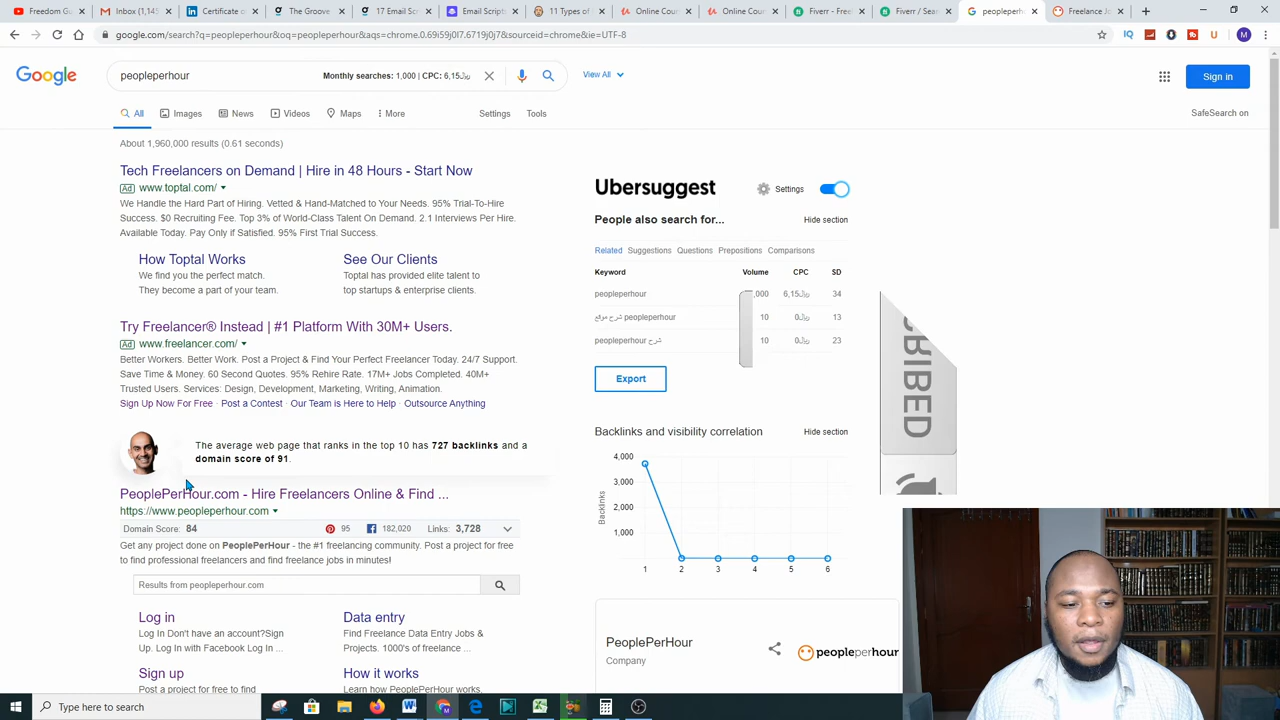 Freedom Gu
Inbox (1,145
Certificate o
The Groove
17 Email Scr
Email Scripts
11 Types of
Online Cour
Online Cour
Fiverr - Free
Fiverr / Sear
peopleperh
Freelance Jo
google.com/search?q=peopleperhour&oq=peopleperhour&aqs=chrome.0.69i59j0l7.6719j0j7&sourceid=chrome&ie=UTF-8
Google
peopleperhour
Monthly searches: 1,000 | CPC: 6,15﷼
View All
Sign in
All
Images
News
Videos
Maps
More
Settings
Tools
SafeSearch on
About 1,960,000 results (0.61 seconds)
Tech Freelancers on Demand | Hire in 48 Hours - Start Now
Ad www.toptal.com/
We Handle the Hard Part of Hiring. Vetted & Hand-Matched to Your Needs. 95% Trial-to-Hire
Success. $0 Recruiting Fee. Top 3% of World-Class Talent On Demand. 2.1 Interviews Per Hire.
Available Today. Pay Only if Satisfied. 95% First Trial Success.
How Toptal Works
We find you the perfect match.
They become a part of your team.
See Our Clients
Toptal has provided elite talent to
top startups & enterprise clients.
Try Freelancer® Instead | #1 Platform With 30M+ Users.
Ad www.freelancer.com/
Better Workers. Better Work. Post a Project & Find Your Perfect Freelancer Today. 24/7 Support.
Save Time & Money. 60 Second Quotes. 95% Rehire Rate. 17M+ Jobs Completed. 40M+
Trusted Users. Services: Design, Development, Marketing, Writing, Animation.
Sign Up Now For Free · Post a Contest · Our Team is Here to Help · Outsource Anything
The average web page that ranks in the top 10 has 727 backlinks and a
domain score of 91.
PeoplePerHour.com - Hire Freelancers Online & Find ...
https://www.peopleperhour.com
Domain Score: 84
95
182,020
Links: 3,728
Get any project done on PeoplePerHour - the #1 freelancing community. Post a project for free
to find professional freelancers and find freelance jobs in minutes!
Results from peopleperhour.com
Log in
Log In Don't have an account?Sign
Up. Log In with Facebook Log In ...
Data entry
Find Freelance Data Entry Jobs &
Projects. 1000's of freelance ...
Sign up
Post a project for free to find
How it works
Learn how PeoplePerHour works.
Ubersuggest
Settings
People also search for...
Hide section
Related
Suggestions
Questions
Prepositions
Comparisons
Keyword
Volume
CPC
SD
peopleperhour
,000
6,15﷼
34
شرح موقع peopleperhour
10
0﷼
13
peopleperhour شرح
10
0﷼
23
Export
Backlinks and visibility correlation
Hide section
Backlinks
4,000
3,000
2,000
1,000
1
2
3
4
5
6
PeoplePerHour
Company
peopleperhour
Type here to search